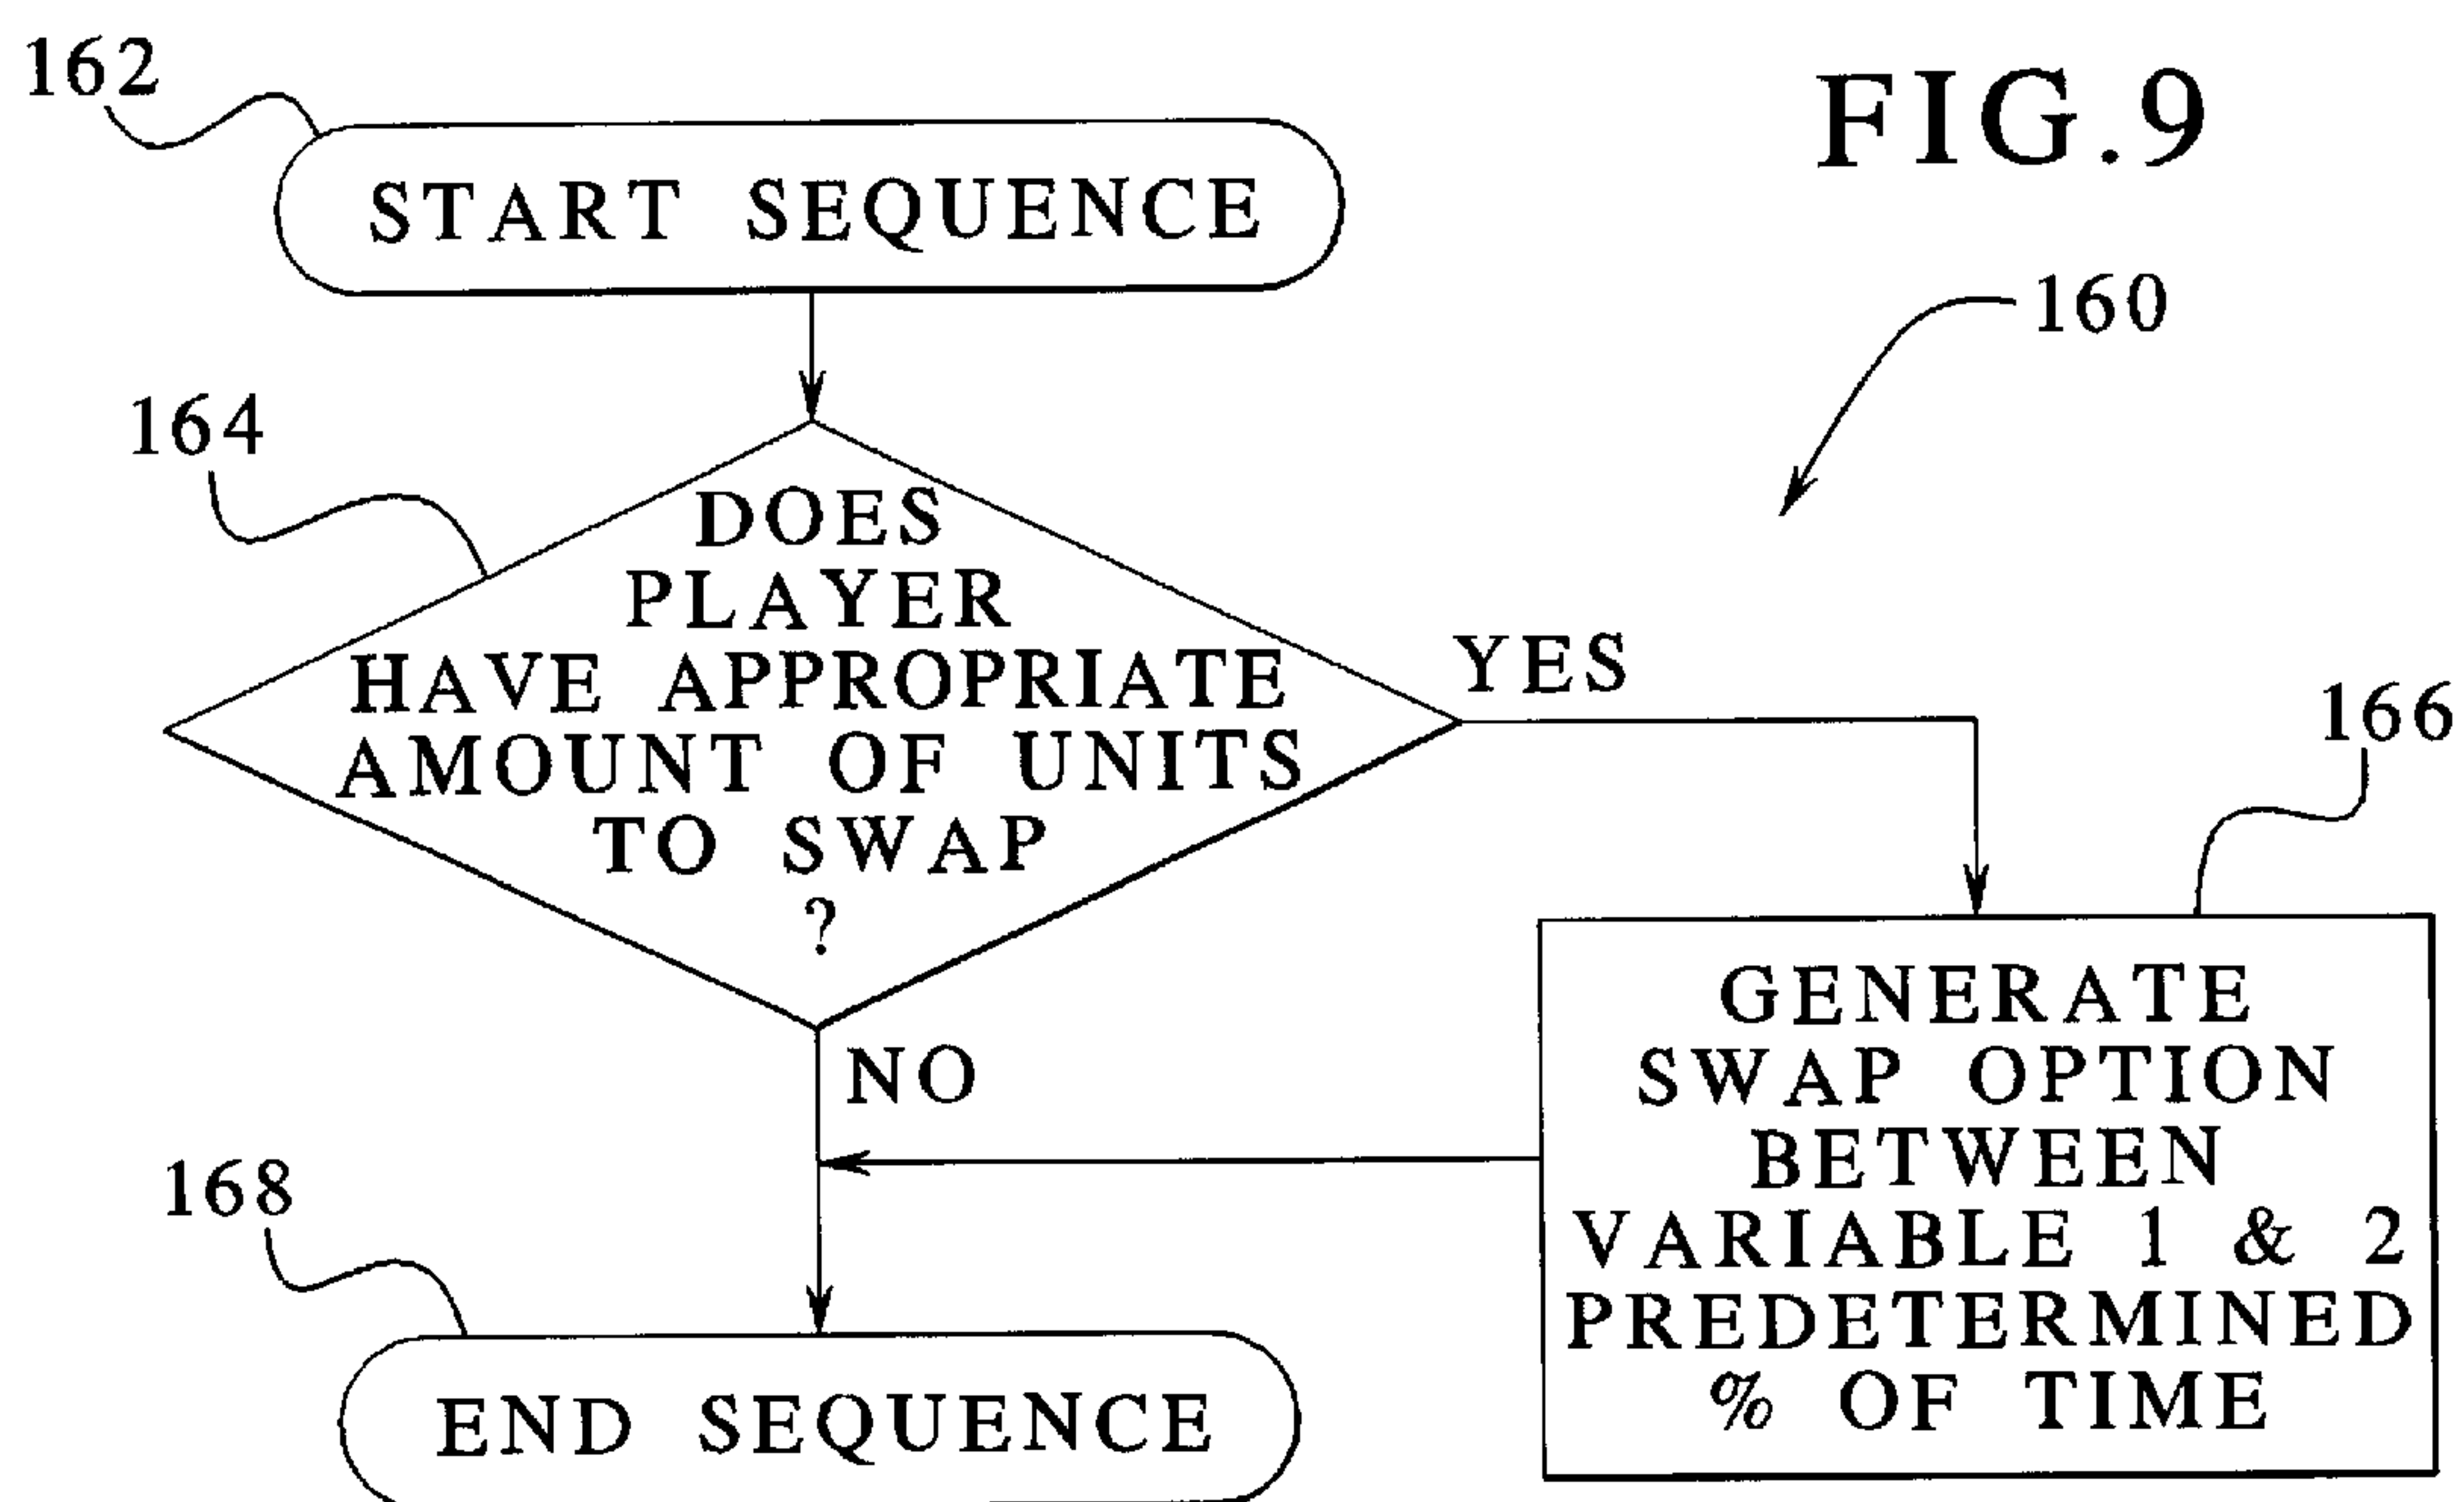 162
FIG.9
START SEQUENCE
160
164
DOES
PLAYER
HAVE APPROPRIATE
AMOUNT OF UNITS
TO SWAP
?
YES
166
NO
GENERATE
SWAP OPTION
BETWEEN
VARIABLE 1 & 2
PREDETERMINED
% OF TIME
168
END SEQUENCE